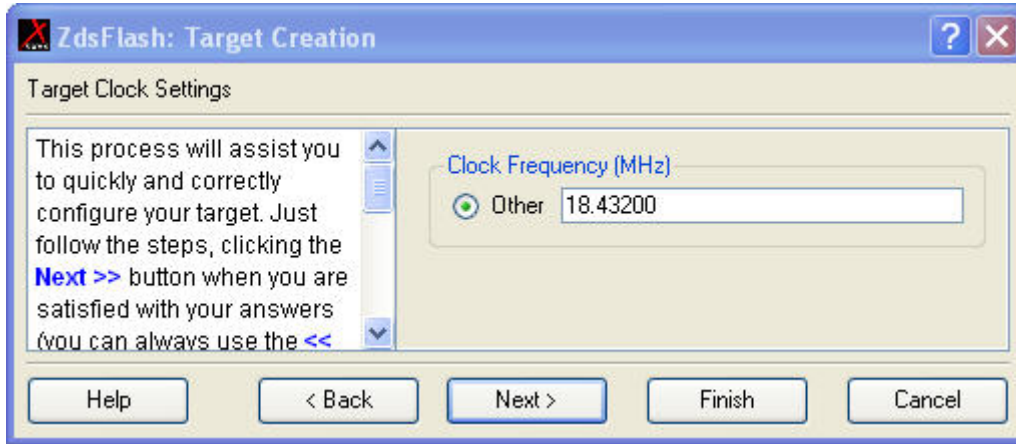 ZdsFlash: Target Creation
Target Clock Settings
This process will assist you
to quickly and correctly
configure your target. Just
follow the steps, clicking the
Next >> button when you are
satisfied with your answers
(you can always use the <<
Clock Frequency (MHz)
Other 18.43200
Help < Back Next > Finish Cancel